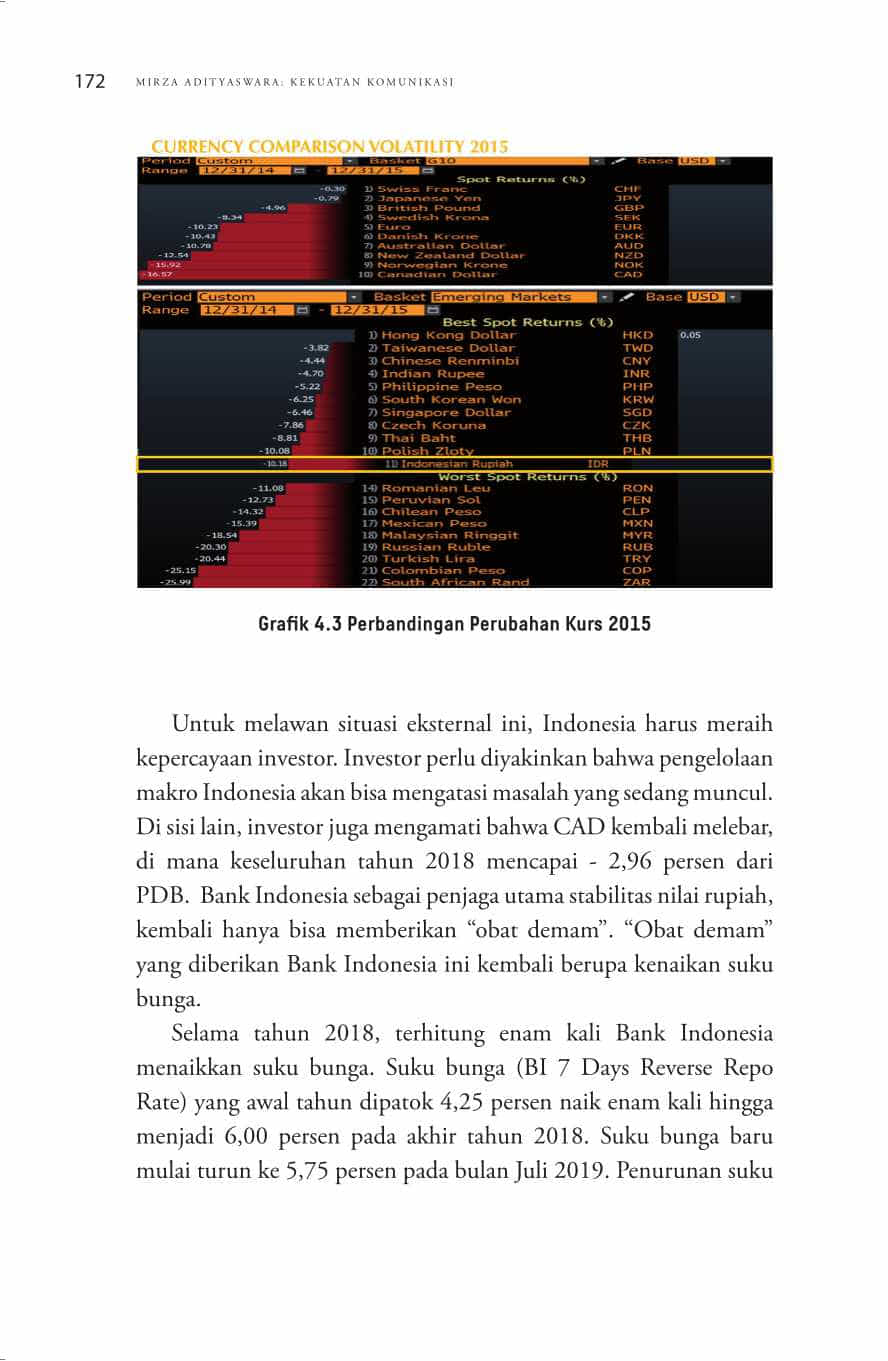 172 MIRZA ADITYASWARA: KEKUATAN KOMUNIKASI
CURRENCY COMPARISON VOLATILITY 2015
Period Custom Basket G10 Base USD
Range 12/31/14 - 12/31/15
Spot Returns (%)
-0.30 1) Swiss Franc CHF
-0.79 2) Japanese Yen JPY
-4.96 3) British Pound GBP
-8.34 4) Swedish Krona SEK
-10.23 5) Euro EUR
-10.43 6) Danish Krone DKK
-10.78 7) Australian Dollar AUD
-12.54 8) New Zealand Dollar NZD
-15.92 9) Norwegian Krone NOK
-16.57 10) Canadian Dollar CAD
Period Custom Basket Emerging Markets Base USD
Range 12/31/14 - 12/31/15
Best Spot Returns (%)
1) Hong Kong Dollar HKD 0.05
-3.82 2) Taiwanese Dollar TWD
-4.44 3) Chinese Renminbi CNY
-4.70 4) Indian Rupee INR
-5.22 5) Philippine Peso PHP
-6.25 6) South Korean Won KRW
-6.46 7) Singapore Dollar SGD
-7.86 8) Czech Koruna CZK
-8.81 9) Thai Baht THB
-10.08 10) Polish Zloty PLN
-10.18 11) Indonesian Rupiah IDR
Worst Spot Returns (%)
-11.08 14) Romanian Leu RON
-12.73 15) Peruvian Sol PEN
-14.32 16) Chilean Peso CLP
-15.39 17) Mexican Peso MXN
-18.54 18) Malaysian Ringgit MYR
-20.30 19) Russian Ruble RUB
-20.44 20) Turkish Lira TRY
-25.15 21) Colombian Peso COP
-25.99 22) South African Rand ZAR
Grafik 4.3 Perbandingan Perubahan Kurs 2015
Untuk melawan situasi eksternal ini, Indonesia harus meraih
kepercayaan investor. Investor perlu diyakinkan bahwa pengelolaan
makro Indonesia akan bisa mengatasi masalah yang sedang muncul.
Di sisi lain, investor juga mengamati bahwa CAD kembali melebar,
di mana keseluruhan tahun 2018 mencapai - 2,96 persen dari
PDB. Bank Indonesia sebagai penjaga utama stabilitas nilai rupiah,
kembali hanya bisa memberikan “obat demam”. “Obat demam”
yang diberikan Bank Indonesia ini kembali berupa kenaikan suku
bunga.
Selama tahun 2018, terhitung enam kali Bank Indonesia
menaikkan suku bunga. Suku bunga (BI 7 Days Reverse Repo
Rate) yang awal tahun dipatok 4,25 persen naik enam kali hingga
menjadi 6,00 persen pada akhir tahun 2018. Suku bunga baru
mulai turun ke 5,75 persen pada bulan Juli 2019. Penurunan suku